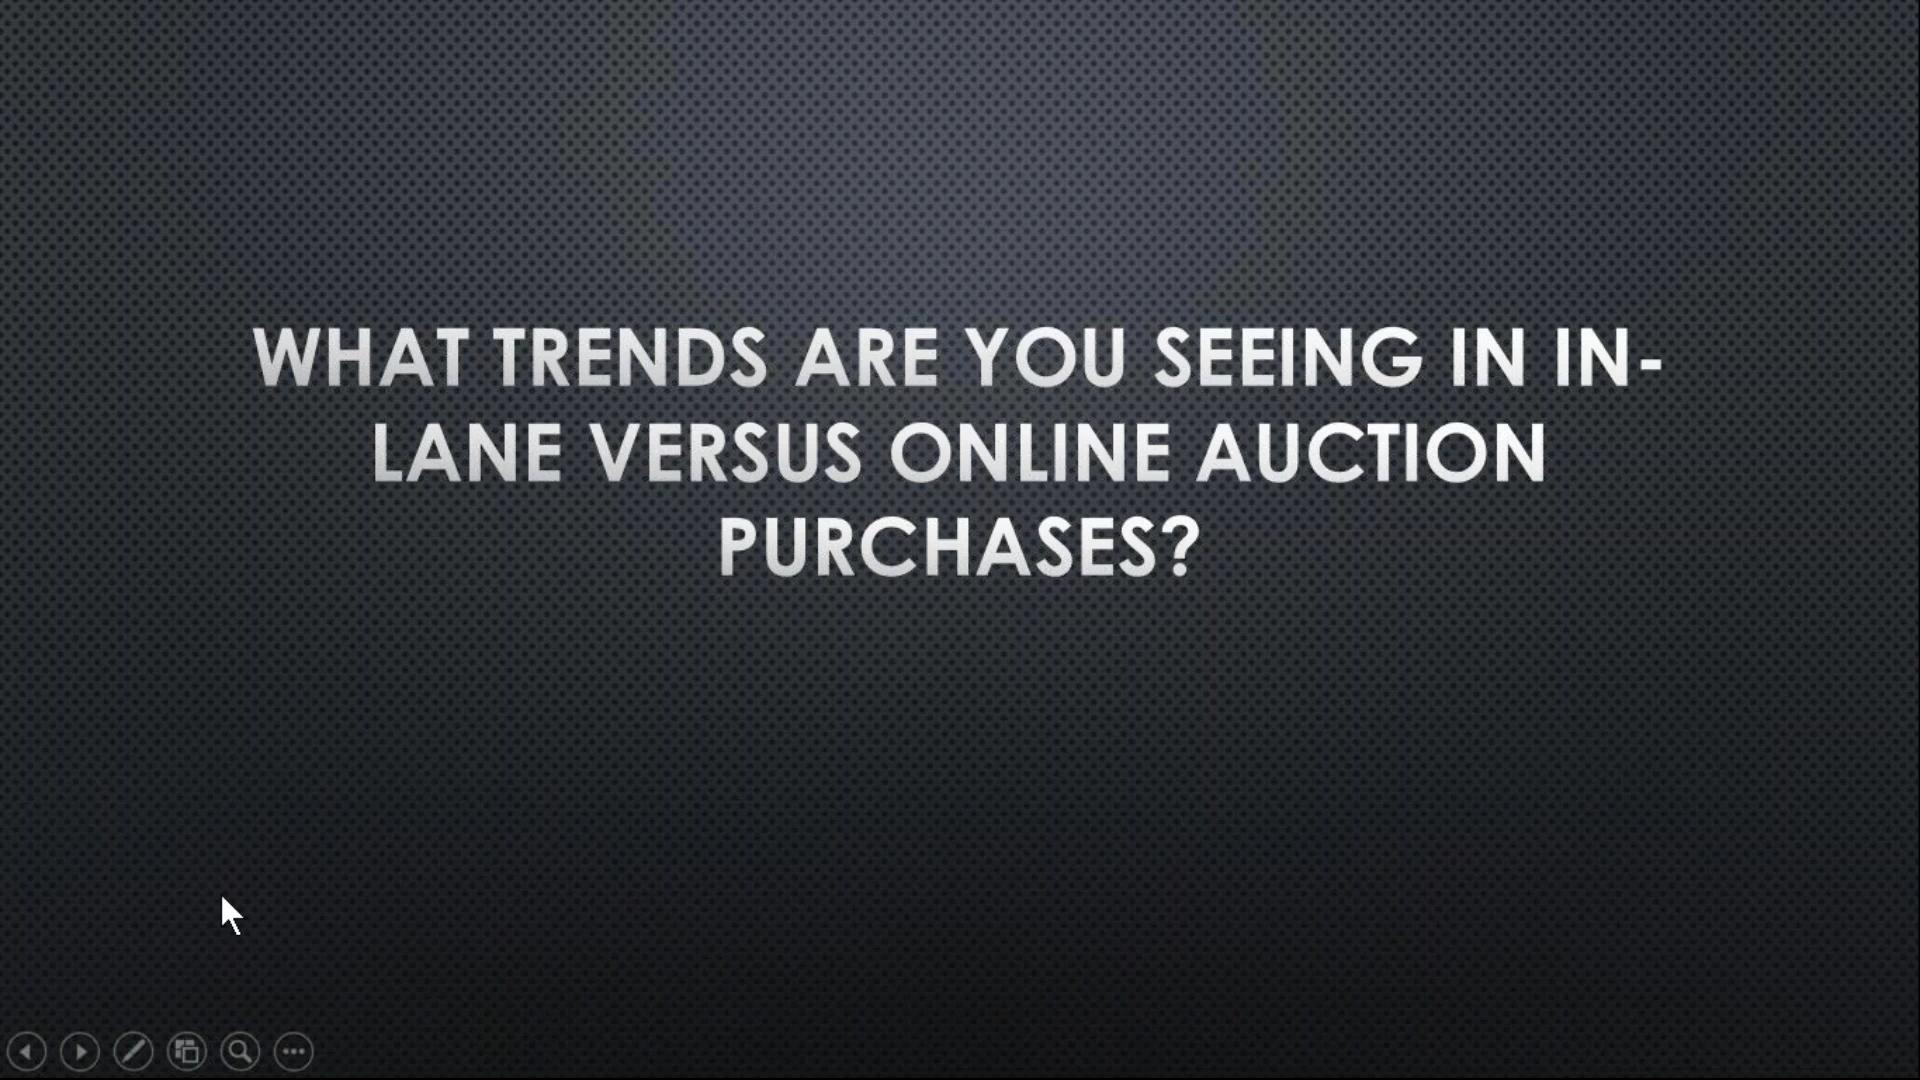 WHAT TRENDS ARE YOU SEEING IN IN-
LANE VERSUS ONLINE AUCTION
PURCHASES?